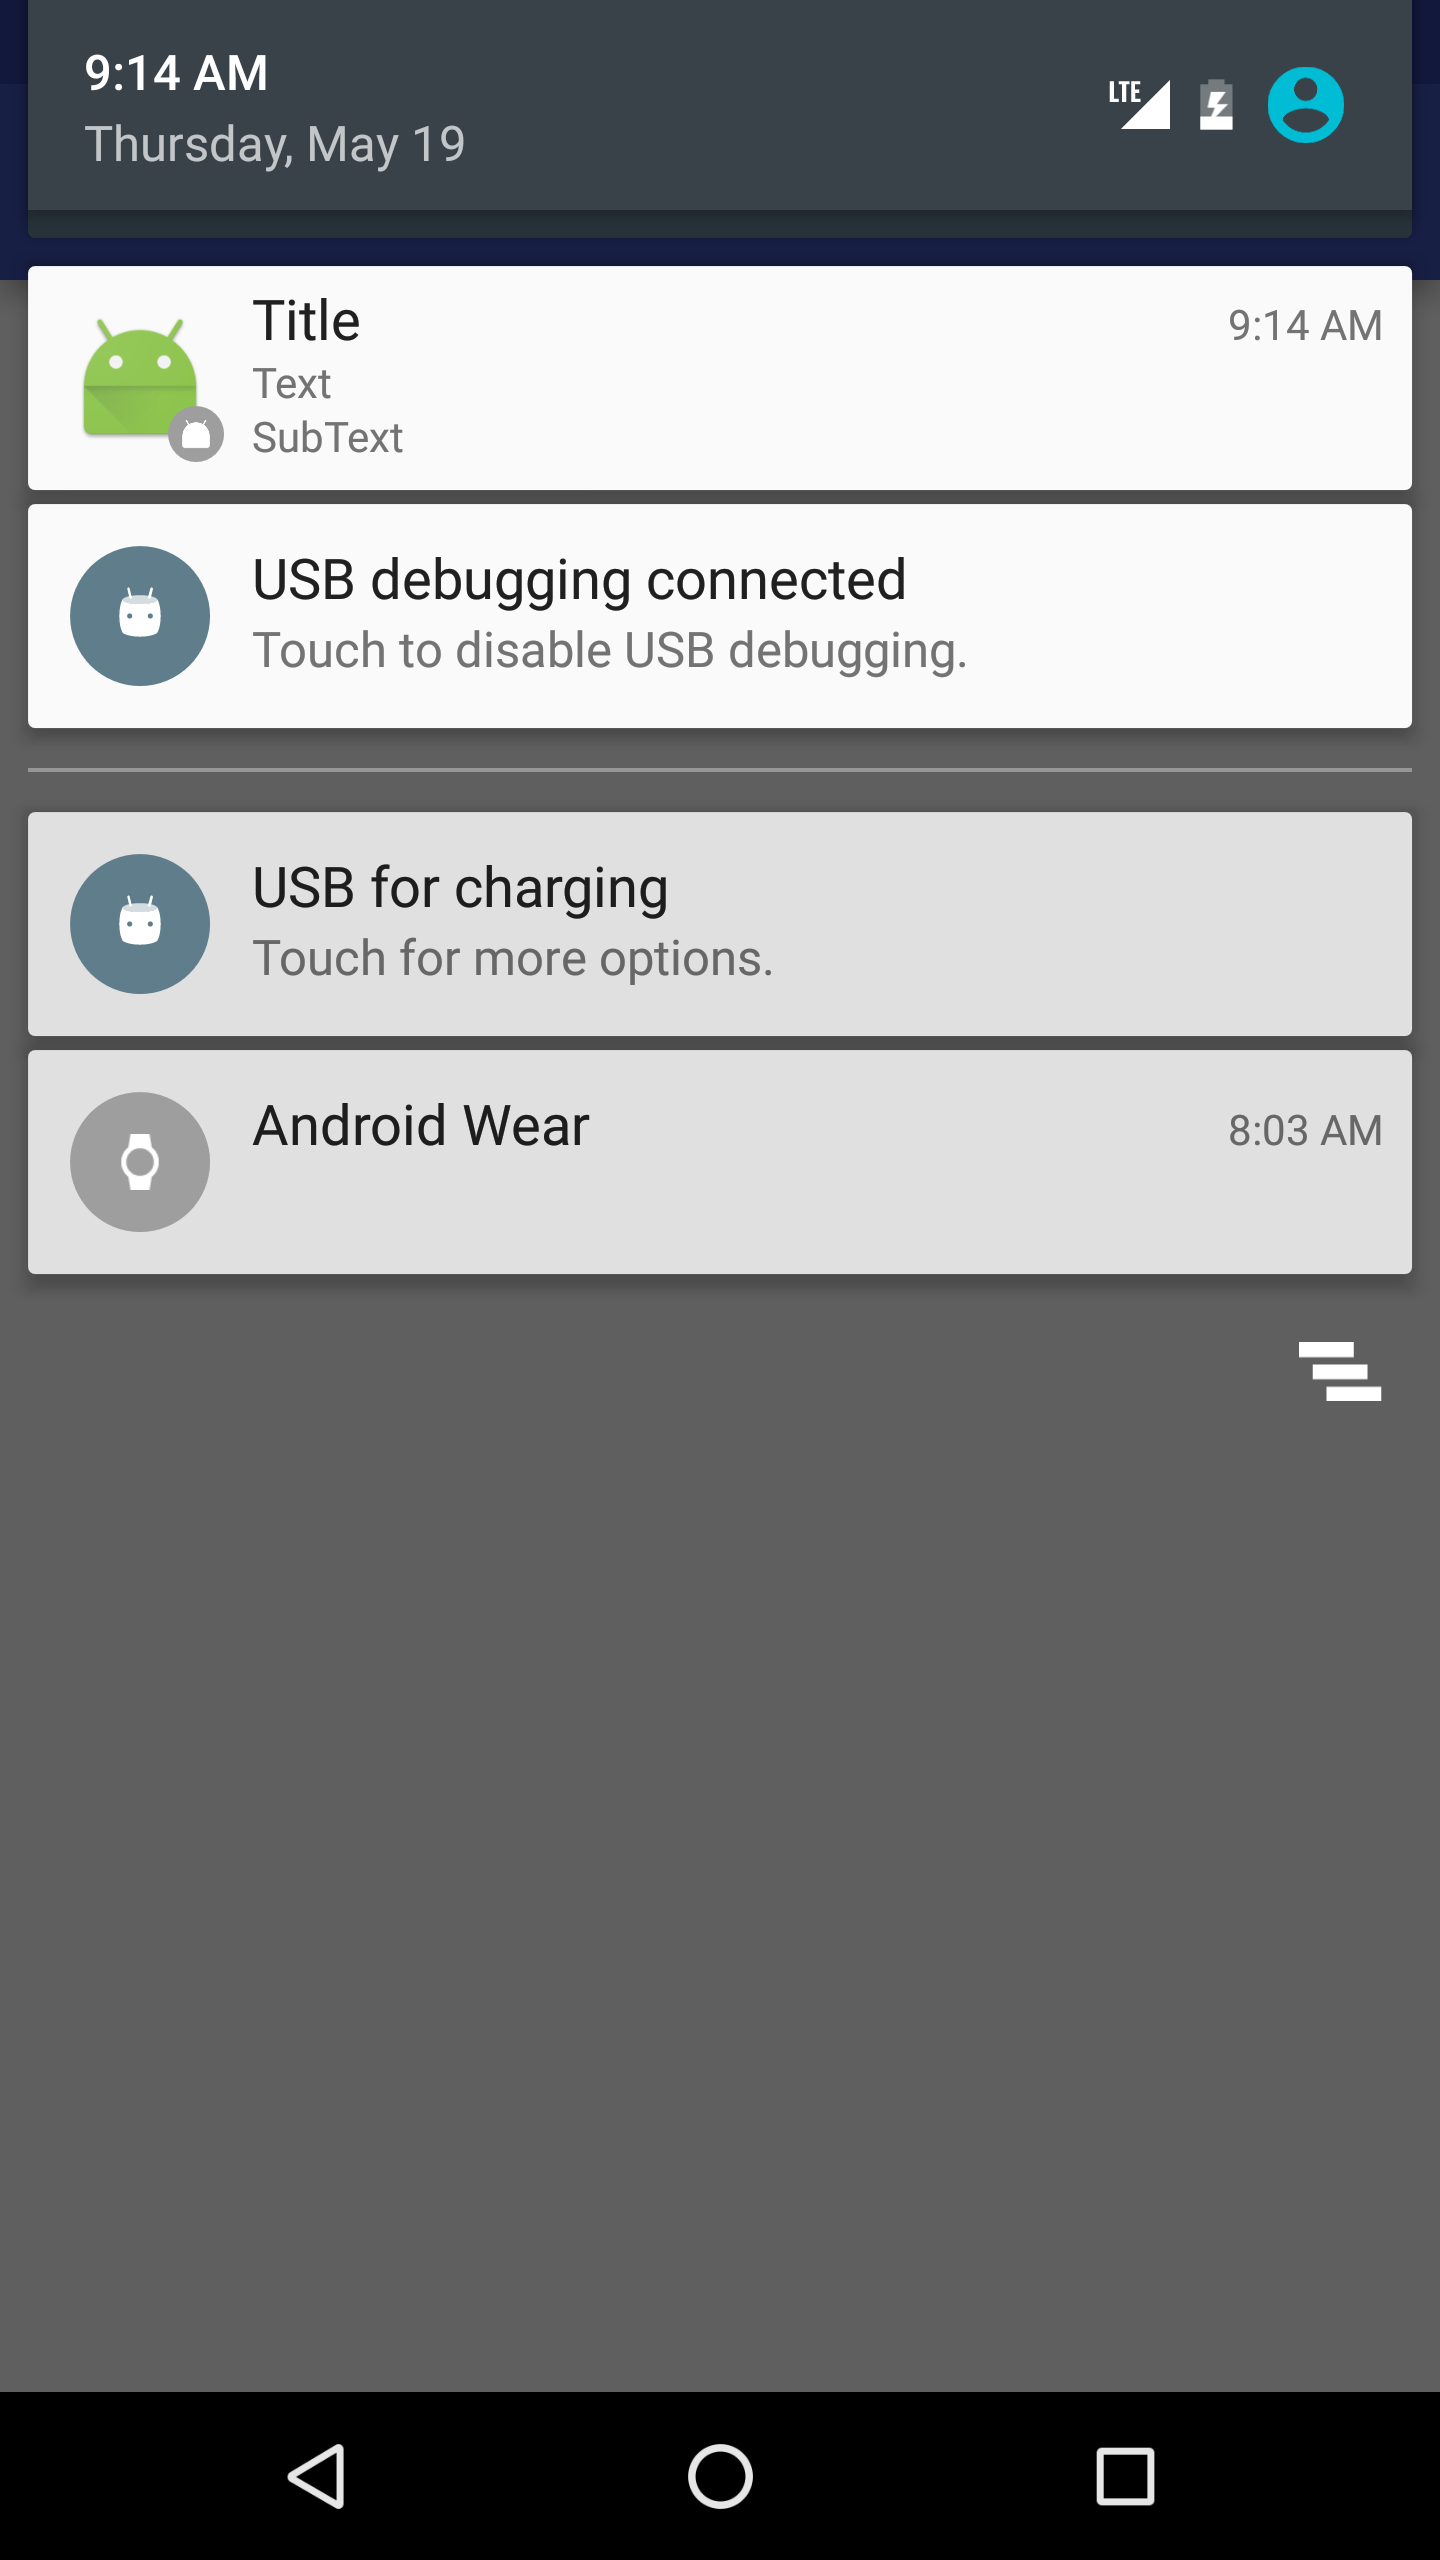 9:14 AM
Thursday, May 19
LTE
Title
9:14 AM
Text
SubText
USB debugging connected
Touch to disable USB debugging.
USB for charging
Touch for more options.
Android Wear
8:03 AM